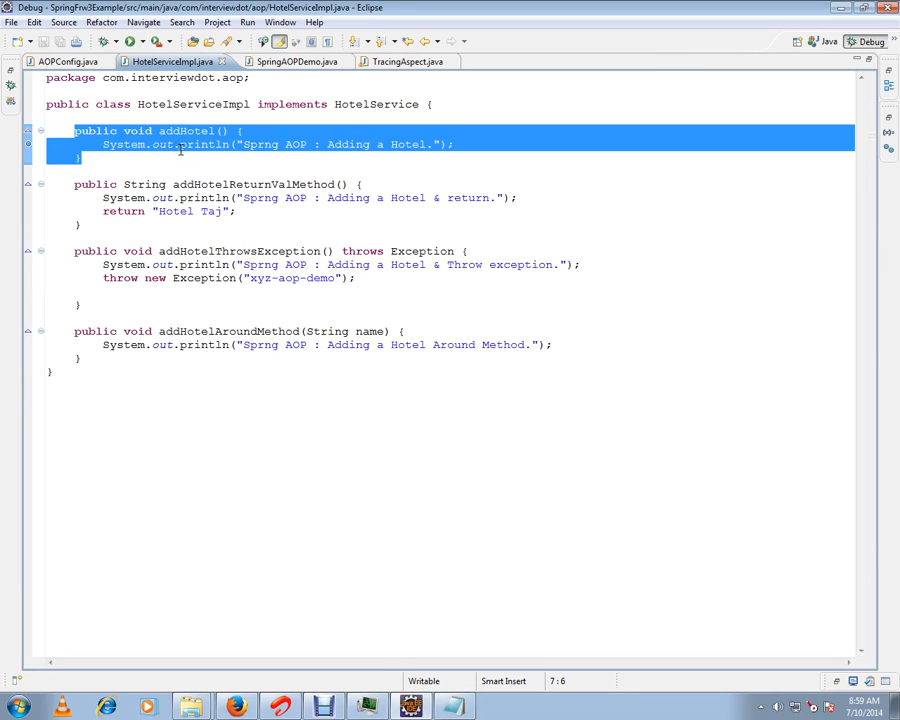 Debug - SpringFrw3Example/src/main/java/com/interviewdot/aop/HotelServiceImpl.java - Eclipse
File Edit Source Refactor Navigate Search Project Run Window Help
Java Debug
AOPConfig.java HotelServiceImpl.java SpringAOPDemo.java TracingAspect.java
package com.interviewdot.aop;
public class HotelServiceImpl implements HotelService {
public void addHotel() {
System.out.println("Sprng AOP : Adding a Hotel.");
}
public String addHotelReturnValMethod() {
System.out.println("Sprng AOP : Adding a Hotel & return.");
return "Hotel Taj";
}
public void addHotelThrowsException() throws Exception {
System.out.println("Sprng AOP : Adding a Hotel & Throw exception.");
throw new Exception("xyz-aop-demo");
}
public void addHotelAroundMethod(String name) {
System.out.println("Sprng AOP : Adding a Hotel Around Method.");
}
}
Writable Smart Insert 7 : 6
8:59 AM
7/10/2014